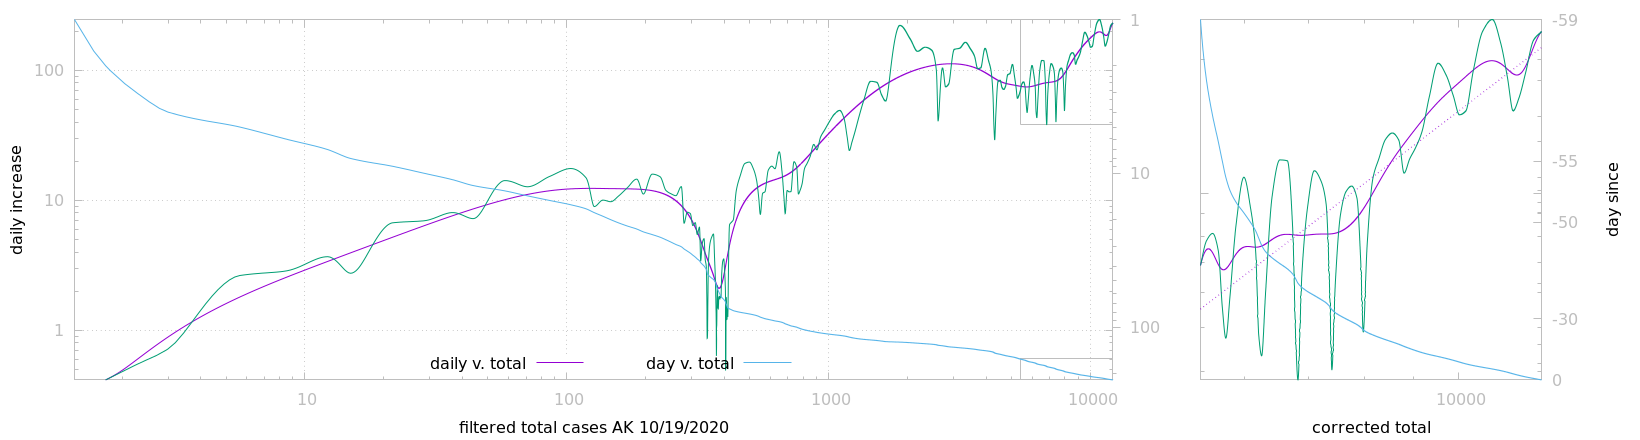 daily increase
100
10
1
10
100
1000
10000
1
10
100
daily v. total
day v. total
filtered total cases AK 10/19/2020
10000
-59
-55
-50
-30
0
day since
corrected total